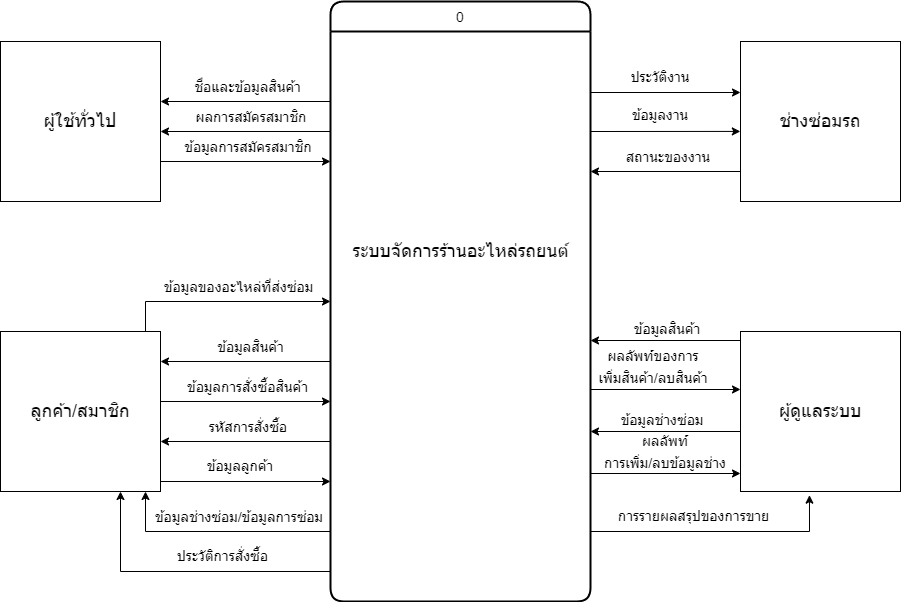 0
ระบบจัดการร้านอะไหล่รถยนต์
ผู้ใช้ทั่วไป
ชื่อและข้อมูลสินค้า
ผลการสมัครสมาชิก
ข้อมูลการสมัครสมาชิก
ประวัติงาน
ข้อมูลงาน
สถานะของงาน
ช่างซ่อมรถ
ลูกค้า/สมาชิก
ข้อมูลของอะไหล่ที่ส่งซ่อม
ข้อมูลสินค้า
ข้อมูลการสั่งซื้อสินค้า
รหัสการสั่งซื้อ
ข้อมูลลูกค้า
ข้อมูลช่างซ่อม/ข้อมูลการซ่อม
ประวัติการสั่งซื้อ
ข้อมูลสินค้า
ผลลัพท์ของการ
เพิ่มสินค้า/ลบสินค้า
ข้อมูลช่างซ่อม
ผลลัพท์
การเพิ่ม/ลบข้อมูลช่าง
การรายผลสรุปของการขาย
ผู้ดูแลระบบ